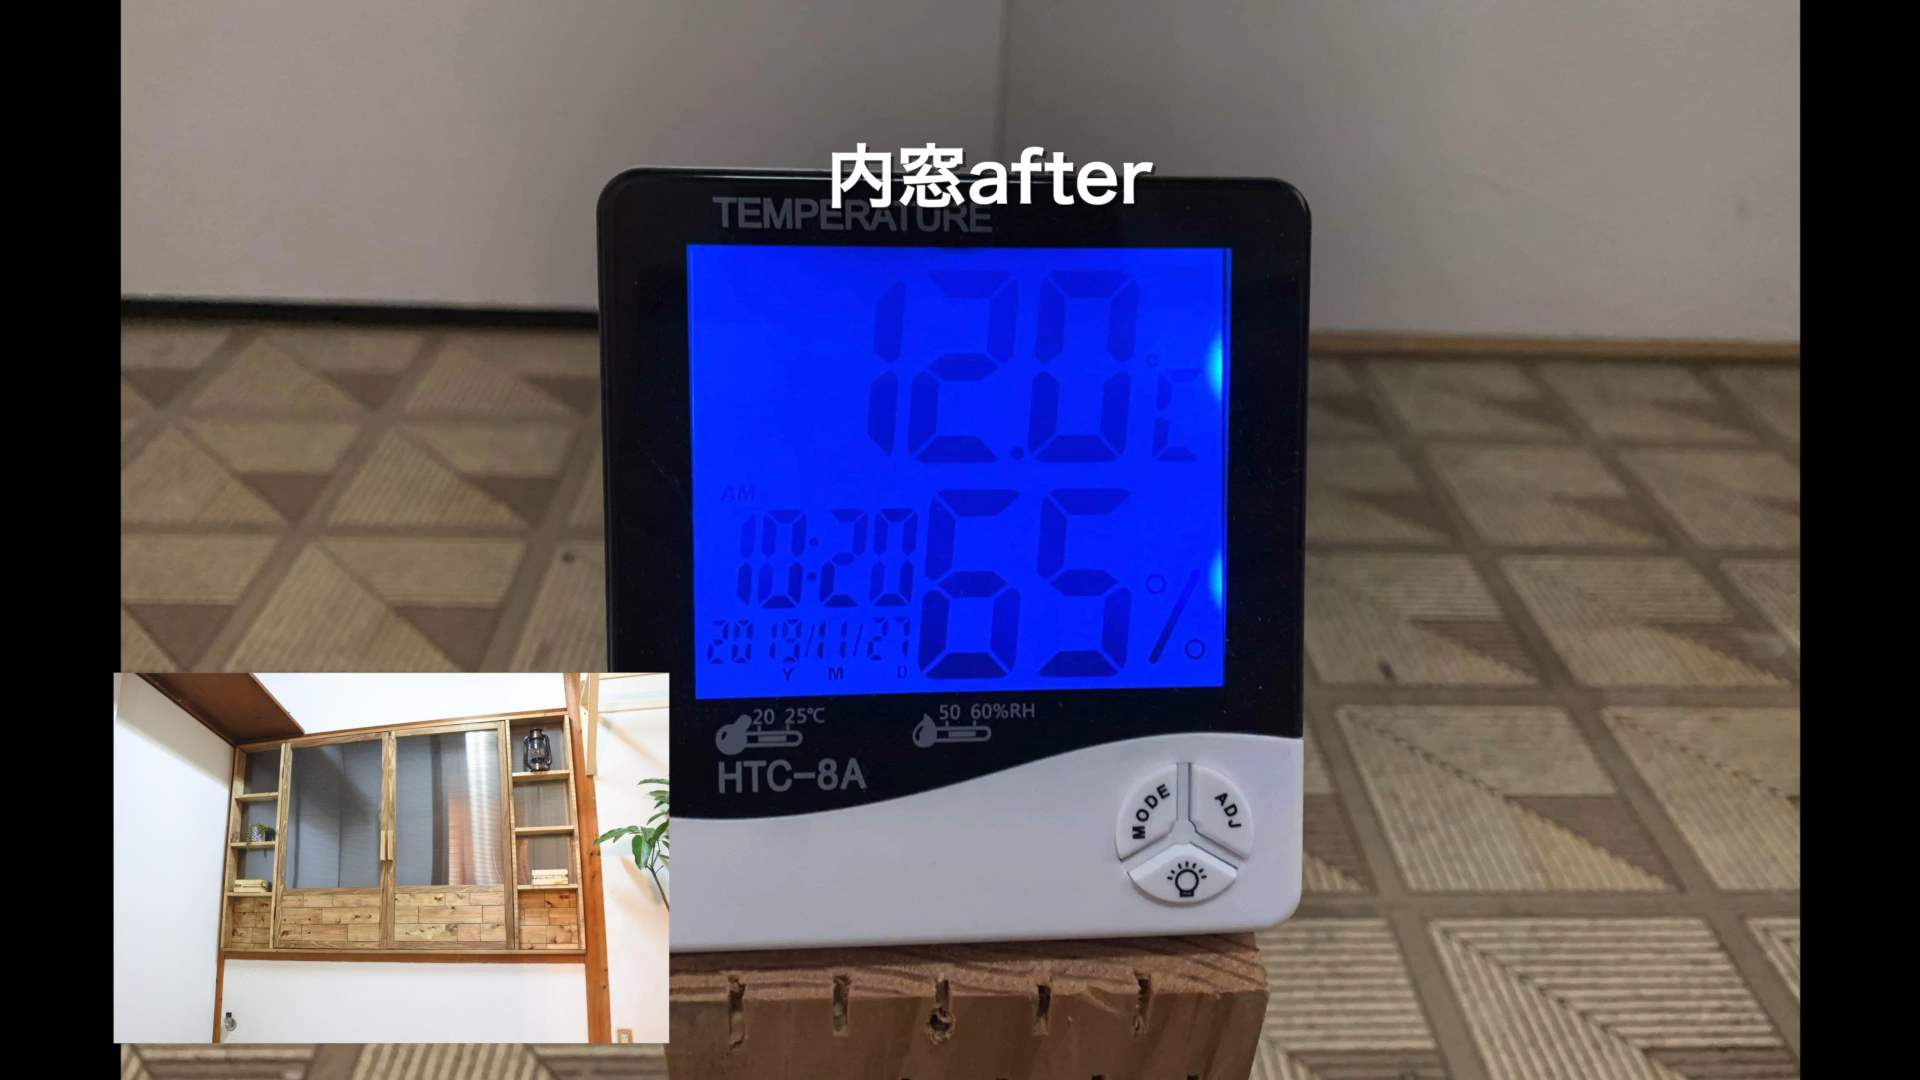 内窓after
TEMPERATURE
12.0℃
AM
10:20
65%
2019/11/27
Y M D
20 25℃
50 60%RH
HTC-8A
MODE
ADJ